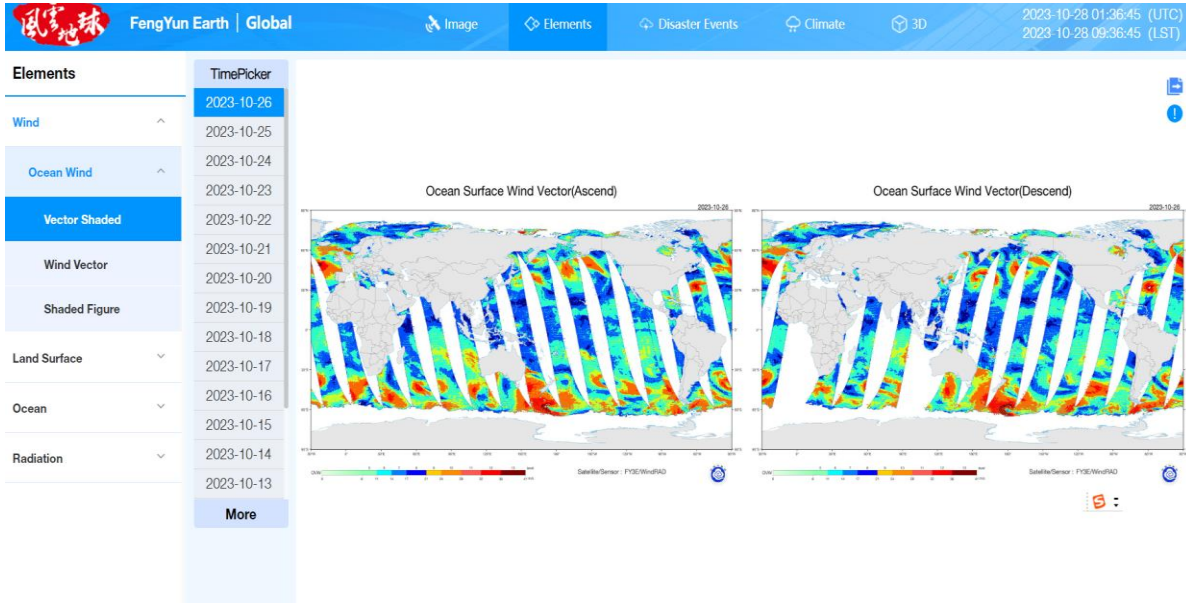 風雲地球
FengYun Earth | Global
Image
Elements
Disaster Events
Climate
3D
2023-10-28 01:36:45 (UTC)
2023-10-28 09:36:45 (LST)
Elements
Wind
Ocean Wind
Vector Shaded
Wind Vector
Shaded Figure
Land Surface
Ocean
Radiation
TimePicker
2023-10-26
2023-10-25
2023-10-24
2023-10-23
2023-10-22
2023-10-21
2023-10-20
2023-10-19
2023-10-18
2023-10-17
2023-10-16
2023-10-15
2023-10-14
2023-10-13
More
Ocean Surface Wind Vector(Ascend)
2023-10-26
Satellite/Sensor : FY3E/WindRAD
Ocean Surface Wind Vector(Descend)
2023-10-26
Satellite/Sensor : FY3E/WindRAD